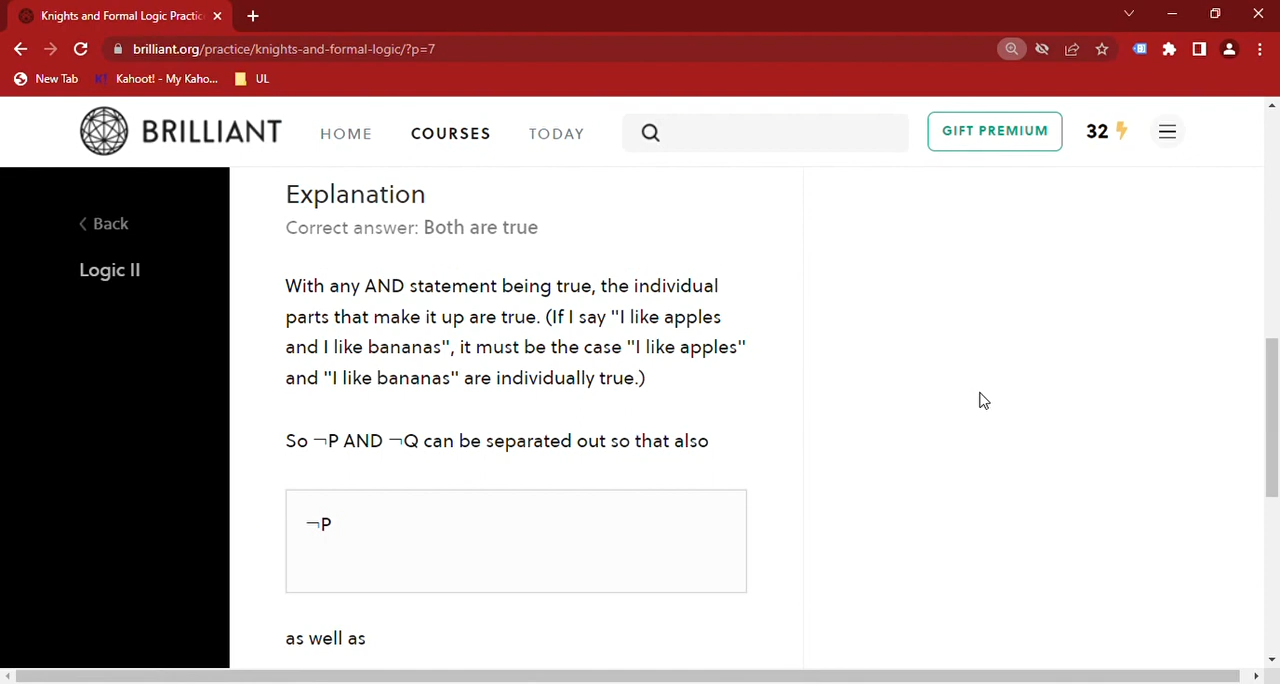 Knights and Formal Logic Practic
brilliant.org/practice/knights-and-formal-logic/?p=7
New Tab
K! Kahoot! - My Kaho...
UL
BRILLIANT
HOME
COURSES
TODAY
GIFT PREMIUM
32
Back
Logic II
Explanation
Correct answer: Both are true
With any AND statement being true, the individual
parts that make it up are true. (If I say "I like apples
and I like bananas", it must be the case "I like apples"
and "I like bananas" are individually true.)
So ¬P AND ¬Q can be separated out so that also
¬P
as well as